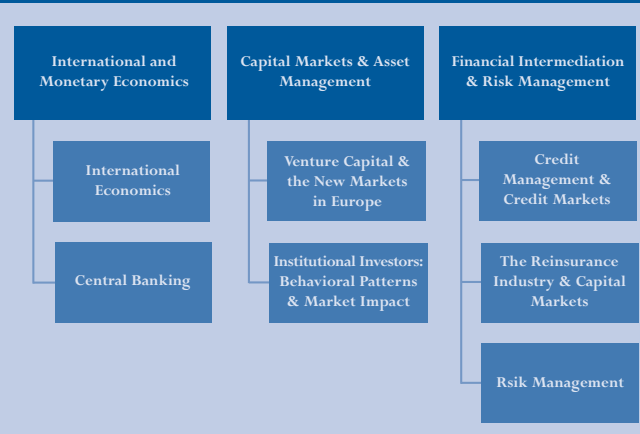 International and
Monetary Economics
International
Economics
Central Banking
Capital Markets & Asset
Management
Venture Capital &
the New Markets
in Europe
Institutional Investors:
Behavioral Patterns
& Market Impact
Financial Intermediation
& Risk Management
Credit
Management &
Credit Markets
The Reinsurance
Industry & Capital
Markets
Rsik Management